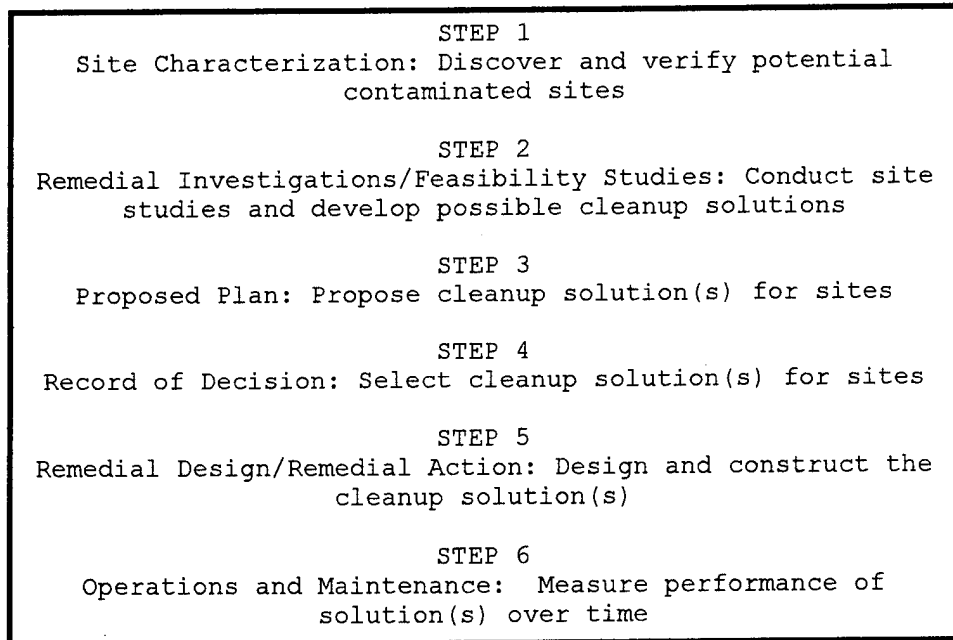 STEP 1
Site Characterization: Discover and verify potential
contaminated sites
STEP 2
Remedial Investigations/Feasibility Studies: Conduct site
studies and develop possible cleanup solutions
STEP 3
Proposed Plan: Propose cleanup solution(s) for sites
STEP 4
Record of Decision: Select cleanup solution(s) for sites
STEP 5
Remedial Design/Remedial Action: Design and construct the
cleanup solution(s)
STEP 6
Operations and Maintenance: Measure performance of
solution(s) over time